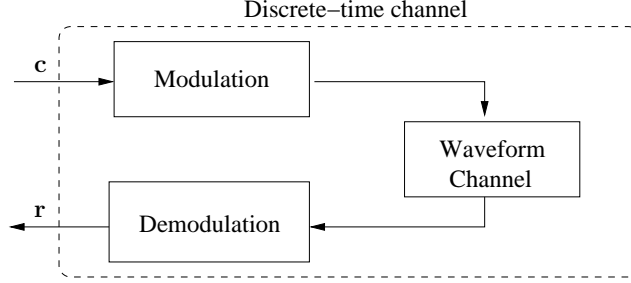 Discrete–time channel
c
Modulation
Waveform
Channel
r
Demodulation